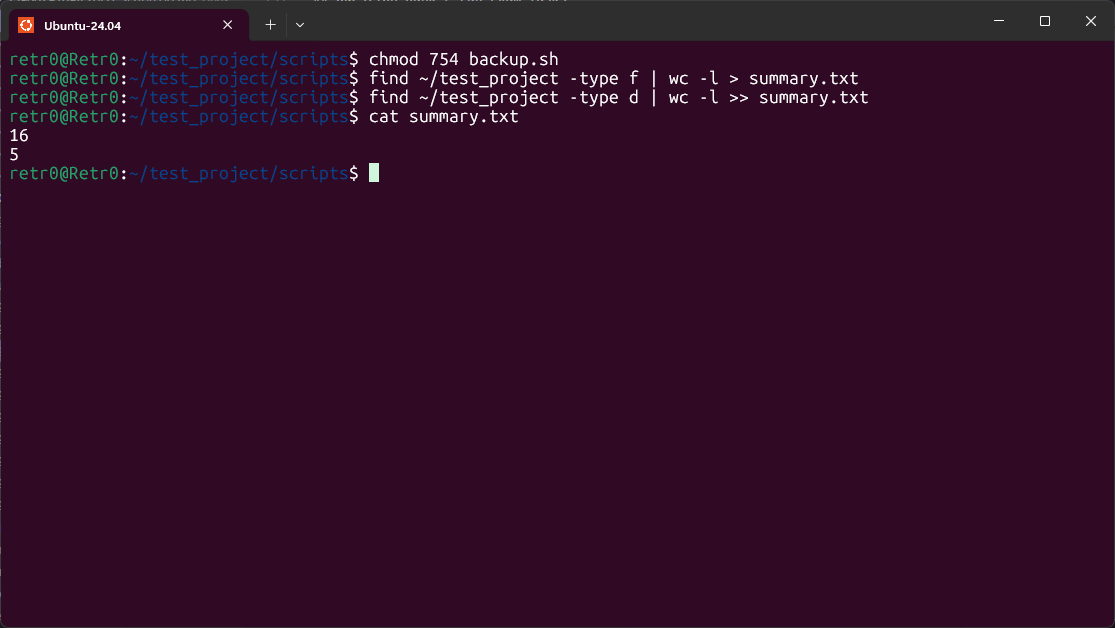 Ubuntu-24.04
retr0@Retr0:~/test_project/scripts$ chmod 754 backup.sh
retr0@Retr0:~/test_project/scripts$ find ~/test_project -type f | wc -l > summary.txt
retr0@Retr0:~/test_project/scripts$ find ~/test_project -type d | wc -l >> summary.txt
retr0@Retr0:~/test_project/scripts$ cat summary.txt
16
5
retr0@Retr0:~/test_project/scripts$